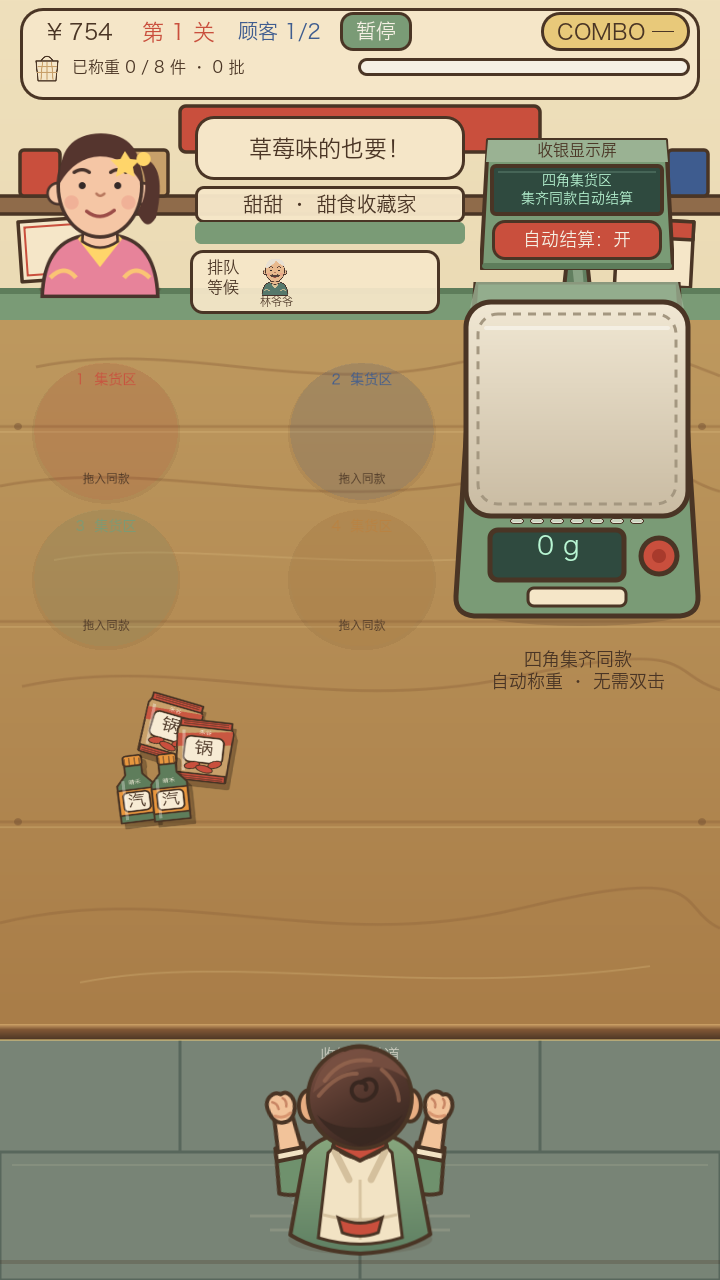 ¥ 754 第 1 关 顾客 1/2 暂停 COMBO —
已称重 0 / 8 件 · 0 批
草莓味的也要！
甜甜 · 甜食收藏家
排队
等候
林爷爷
收银显示屏
四角集货区
集齐同款自动结算
自动结算：开
1 集货区
拖入同款
2 集货区
拖入同款
拖入同款
拖入同款
0 g
四角集齐同款
自动称重 · 无需双击
锅
锅
汽
汽